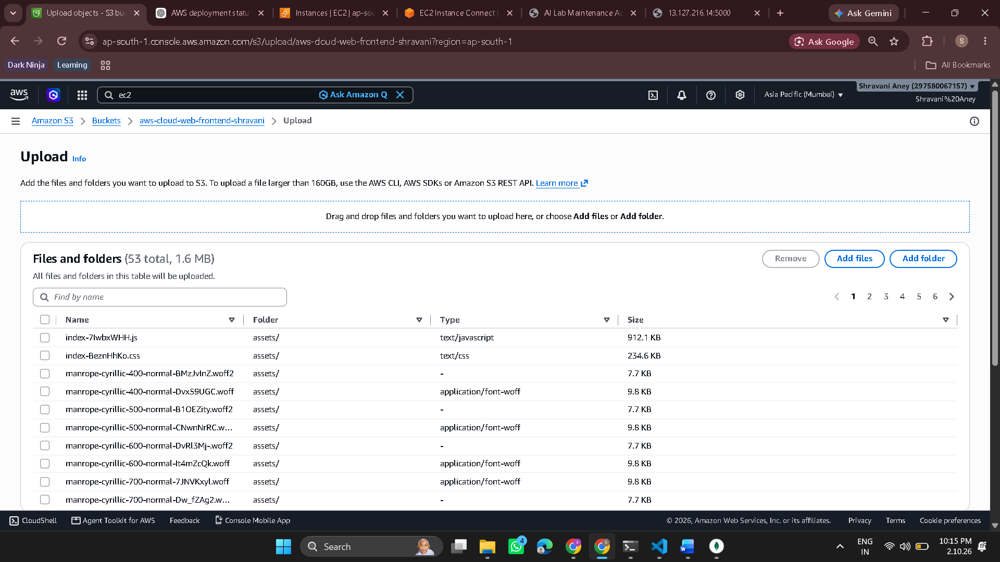 Upload objects - S3 bu
AWS deployment statu
Instances | EC2 | ap-sou
EC2 Instance Connect |
AI Lab Maintenance Ac
13.127.216.14:5000
Ask Gemini
ap-south-1.console.aws.amazon.com/s3/upload/aws-cloud-web-frontend-shravani?region=ap-south-1
Ask Google
S
Dark Ninja
Learning
All Bookmarks
aws
ec2
Ask Amazon Q
Asia Pacific (Mumbai)
Shravani Aney (297580067157)
Shravani%20Aney
Amazon S3
Buckets
aws-cloud-web-frontend-shravani
Upload
Upload Info
Add the files and folders you want to upload to S3. To upload a file larger than 160GB, use the AWS CLI, AWS SDKs or Amazon S3 REST API. Learn more
Drag and drop files and folders you want to upload here, or choose Add files or Add folder.
Files and folders (53 total, 1.6 MB)
Remove
Add files
Add folder
All files and folders in this table will be uploaded.
Find by name
1 2 3 4 5 6
Name Folder Type Size
index-7IwbxWHH.js assets/ text/javascript 912.1 KB
index-BeznHhKo.css assets/ text/css 234.6 KB
manrope-cyrillic-400-normal-BMzJvInZ.woff2 assets/ - 7.7 KB
manrope-cyrillic-400-normal-Dvx59UGC.woff assets/ application/font-woff 9.8 KB
manrope-cyrillic-500-normal-B1OEZity.woff2 assets/ - 7.7 KB
manrope-cyrillic-500-normal-CNwnNrRC.w... assets/ application/font-woff 9.8 KB
manrope-cyrillic-600-normal-DvRl3Mj-.woff2 assets/ - 7.7 KB
manrope-cyrillic-600-normal-It4mZcQk.woff assets/ application/font-woff 9.8 KB
manrope-cyrillic-700-normal-7JNVKxyl.woff assets/ application/font-woff 9.8 KB
manrope-cyrillic-700-normal-Dw_fZAg2.w... assets/ - 7.7 KB
CloudShell
Agent Toolkit for AWS
Feedback
Console Mobile App
© 2026, Amazon Web Services, Inc. or its affiliates.
Privacy
Terms
Cookie preferences
Search
4
ENG
IN
10:15 PM
2.10.26